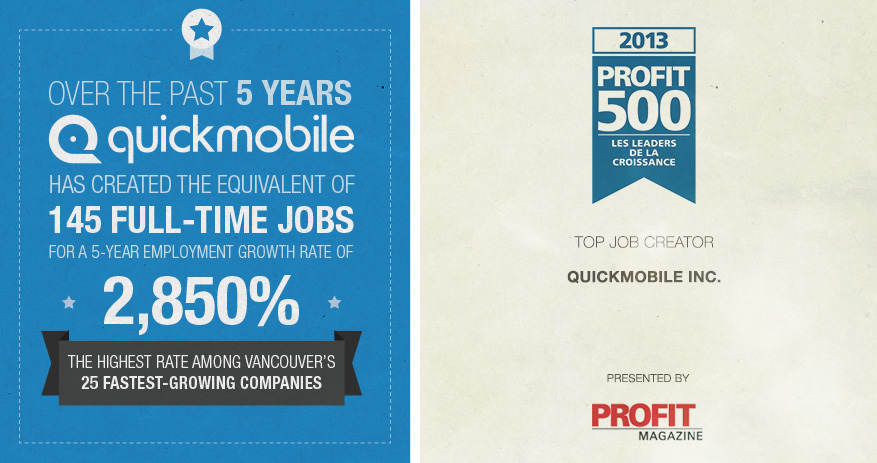 OVER THE PAST 5 YEARS
quickmobile
HAS CREATED THE EQUIVALENT OF
145 FULL-TIME JOBS
FOR A 5-YEAR EMPLOYMENT GROWTH RATE OF
2,850%
THE HIGHEST RATE AMONG VANCOUVER'S
25 FASTEST-GROWING COMPANIES
2013
PROFIT
500
LES LEADERS
DE LA
CROISSANCE
TOP JOB CREATOR
QUICKMOBILE INC.
PRESENTED BY
PROFIT
MAGAZINE